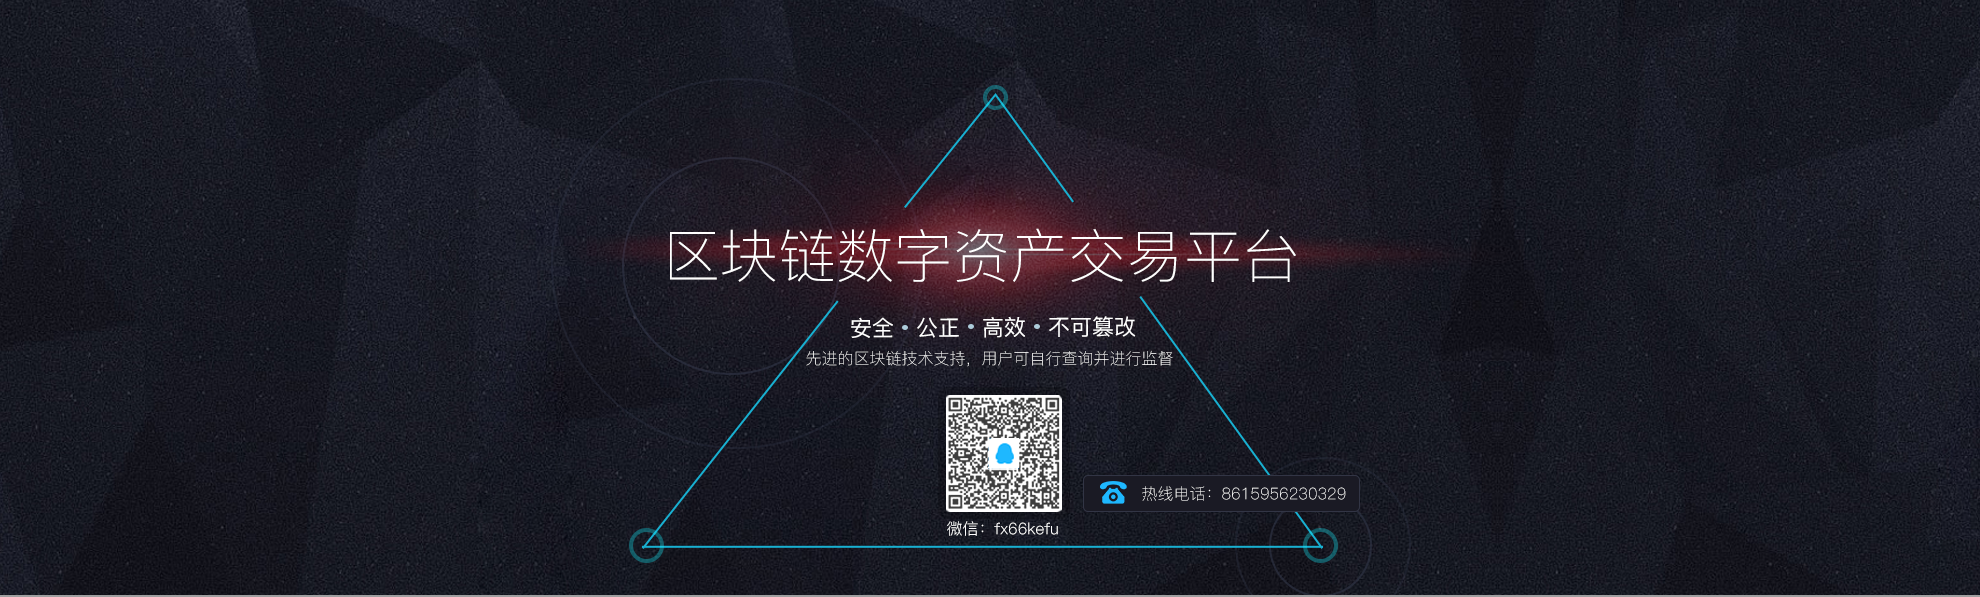 区块链数字资产交易平台
安全・公正・高效・不可篡改
先进的区块链技术支持，用户可自行查询并进行监督
热线电话：8615956230329
微信：fx66kefu